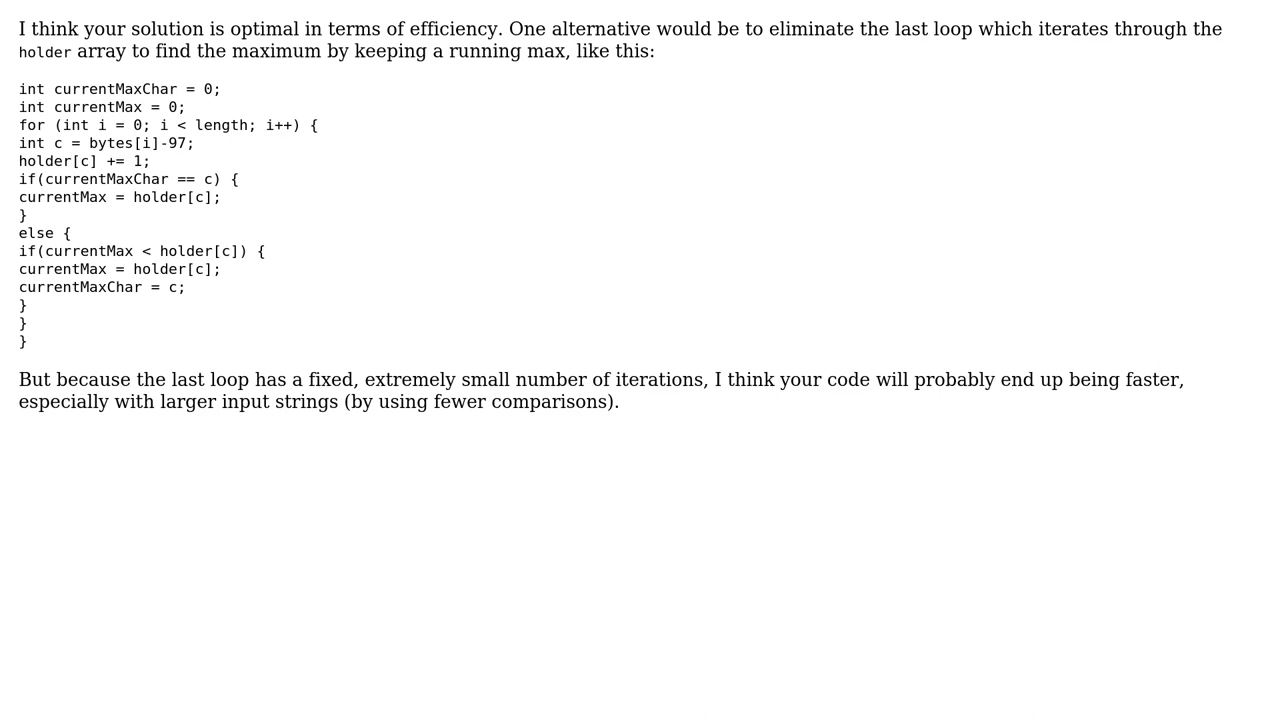 I think your solution is optimal in terms of efficiency. One alternative would be to eliminate the last loop which iterates through the
holder array to find the maximum by keeping a running max, like this:
int currentMaxChar = 0;
int currentMax = 0;
for (int i = 0; i < length; i++) {
int c = bytes[i]-97;
holder[c] += 1;
if(currentMaxChar == c) {
currentMax = holder[c];
}
else {
if(currentMax < holder[c]) {
currentMax = holder[c];
currentMaxChar = c;
}
}
}
But because the last loop has a fixed, extremely small number of iterations, I think your code will probably end up being faster,
especially with larger input strings (by using fewer comparisons).